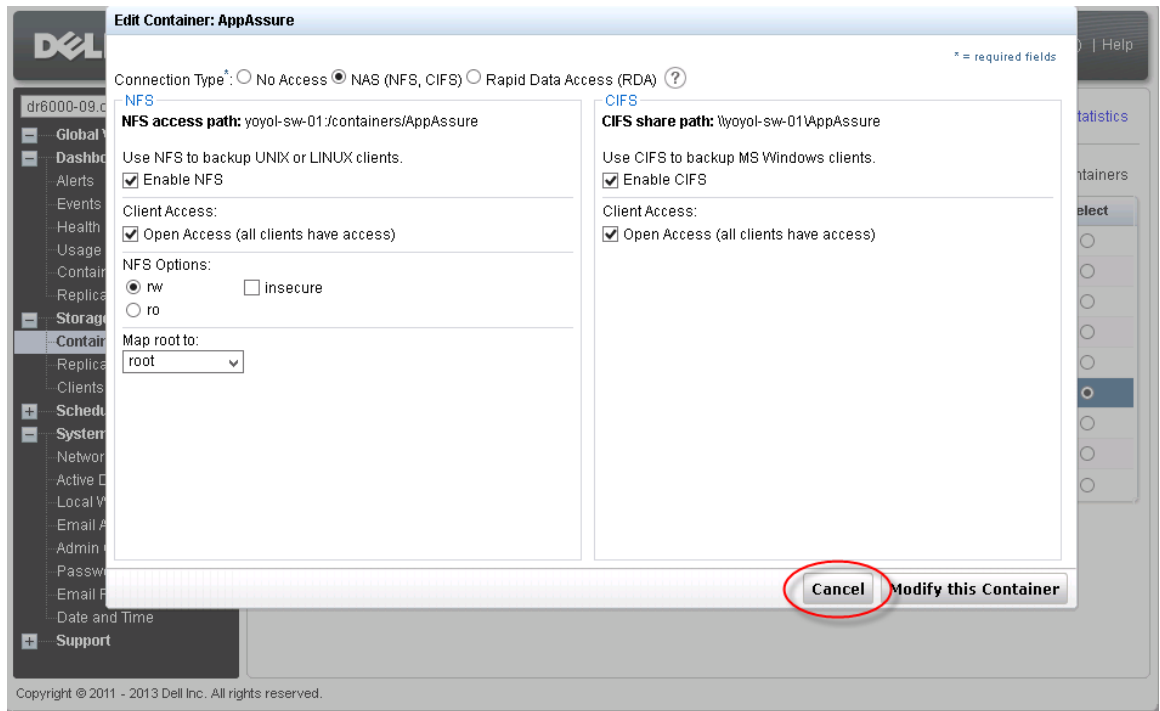 Edit Container: AppAssure
DELL
) | Help
* = required fields
Connection Type*: No Access NAS (NFS, CIFS) Rapid Data Access (RDA) ?
dr6000-09.c
NFS
NFS access path: yoyol-sw-01:/containers/AppAssure
Use NFS to backup UNIX or LINUX clients.
Enable NFS
Client Access:
Open Access (all clients have access)
NFS Options:
rw
insecure
ro
Map root to:
root
CIFS
CIFS share path: \\yoyol-sw-01\AppAssure
Use CIFS to backup MS Windows clients.
Enable CIFS
Client Access:
Open Access (all clients have access)
Cancel
Modify this Container
Global V
Dashbo
Alerts
Events
Health
Usage
Contain
Replica
Storage
Contain
Replica
Clients
Schedu
System
Networ
Active D
Local W
Email A
Admin
Passwo
Email R
Date and Time
Support
tatistics
ntainers
elect
Copyright © 2011 - 2013 Dell Inc. All rights reserved.